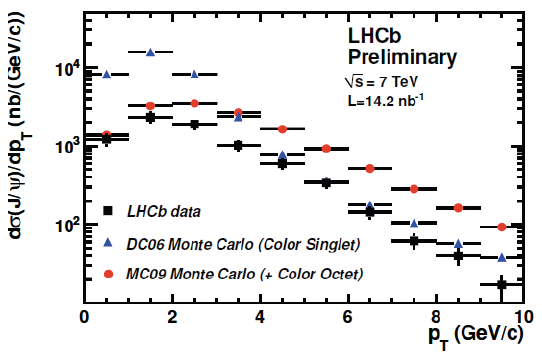 LHCb
Preliminary
√s = 7 TeV
L=14.2 nb⁻¹
dσ(J/ψ)/dp_T (nb/(GeV/c))
10⁴
10³
10²
LHCb data
DC06 Monte Carlo (Color Singlet)
MC09 Monte Carlo (+ Color Octet)
0 2 4 6 8 10
p_T (GeV/c)